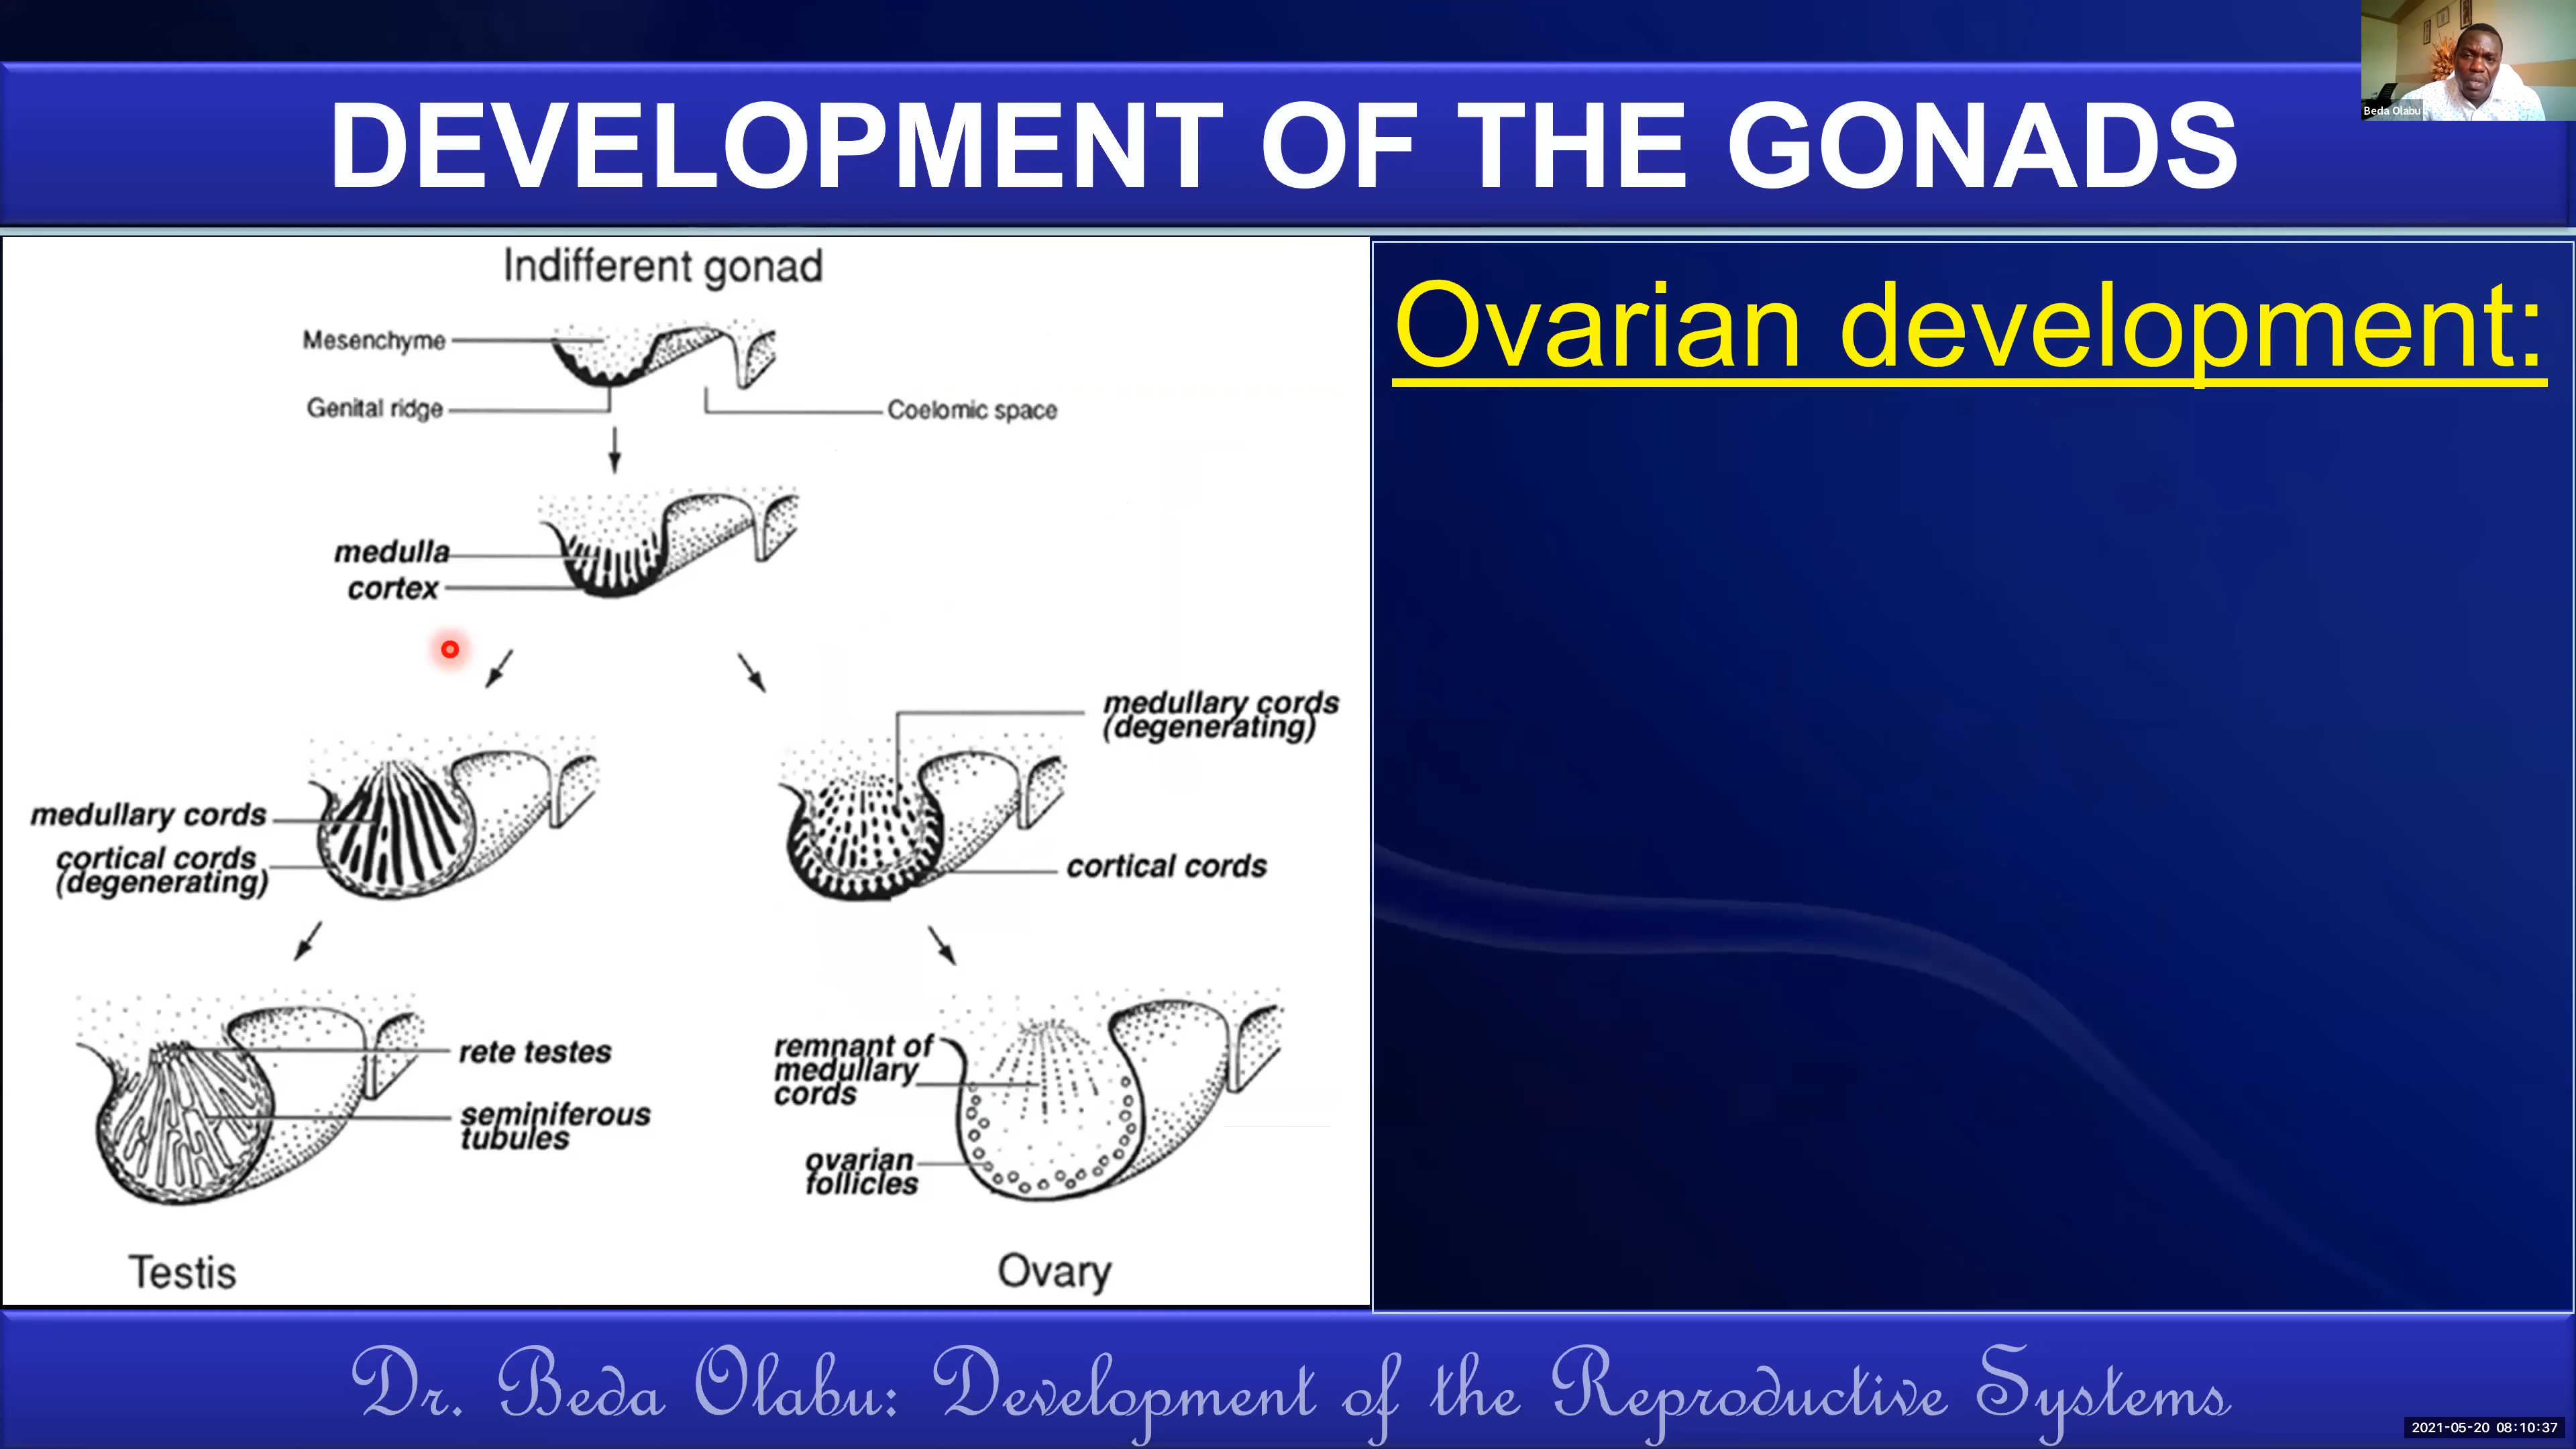 Beda Olabu
DEVELOPMENT OF THE GONADS
Indifferent gonad
Mesenchyme
Genital ridge
Coelomic space
medulla
cortex
medullary cords
(degenerating)
medullary cords
cortical cords
(degenerating)
cortical cords
rete testes
seminiferous
tubules
remnant of
medullary
cords
ovarian
follicles
Testis
Ovary
Ovarian development:
Dr. Beda Olabu: Development of the Reproductive Systems
2021-05-20 08:10:37